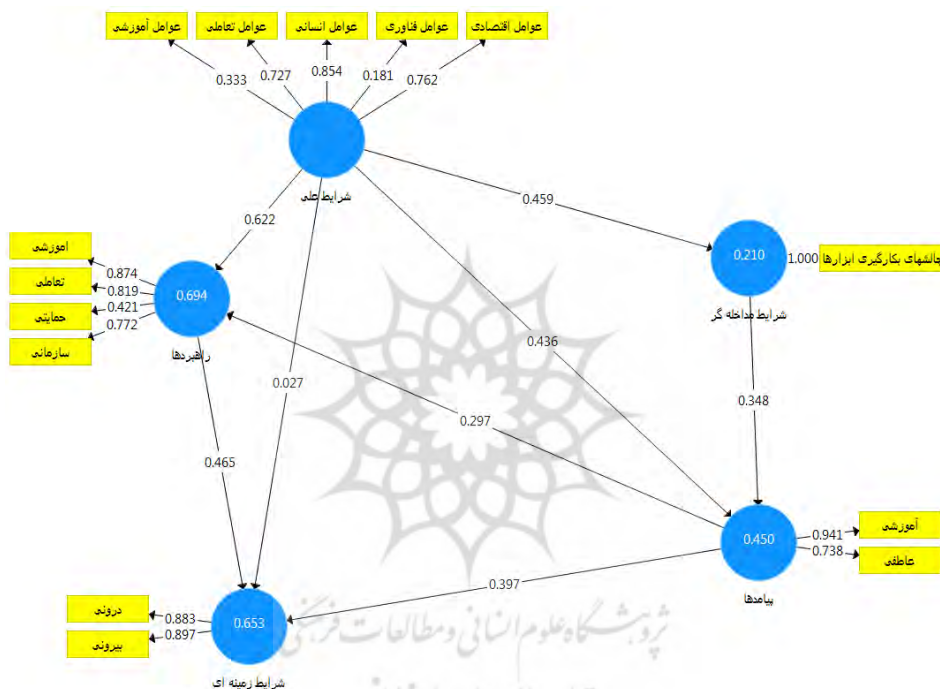 عوامل آموزشی
عوامل تعاملی
عوامل انسانی
عوامل فناوری
عوامل اقتصادی
0.333
0.727
0.854
0.181
0.762
شرایط علی
0.622
0.459
اموزشی
تعاملی
حمایتی
سازمانی
0.874
0.819
0.421
0.772
0.694
راهبردها
0.210
1.000
چالشهای بکارگیری ابزارها
شرایط مداخله گر
0.027
0.436
0.297
0.348
0.465
0.397
0.450
0.941
0.738
آموزشی
عاطفی
پیامدها
درونی
بیرونی
0.883
0.897
0.653
شرایط زمینه ای
پژوهشگاه علوم انسانی و مطالعات فرهنگی